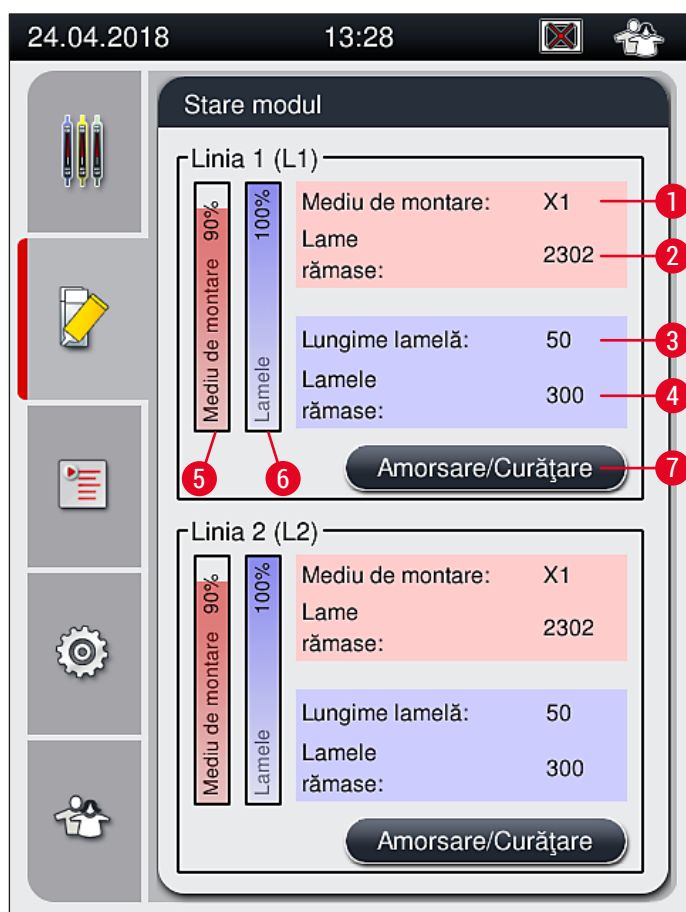 24.04.2018 13:28
Stare modul
Linia 1 (L1)
Mediu de montare 90%
Lamele 100%
Mediu de montare: X1
Lame
rămase: 2302
Lungime lamelă: 50
Lamele
rămase: 300
Amorsare/Curăţare
1
2
3
4
5
6
7
Linia 2 (L2)
Mediu de montare 90%
Lamele 100%
Mediu de montare: X1
Lame
rămase: 2302
Lungime lamelă: 50
Lamele
rămase: 300
Amorsare/Curăţare